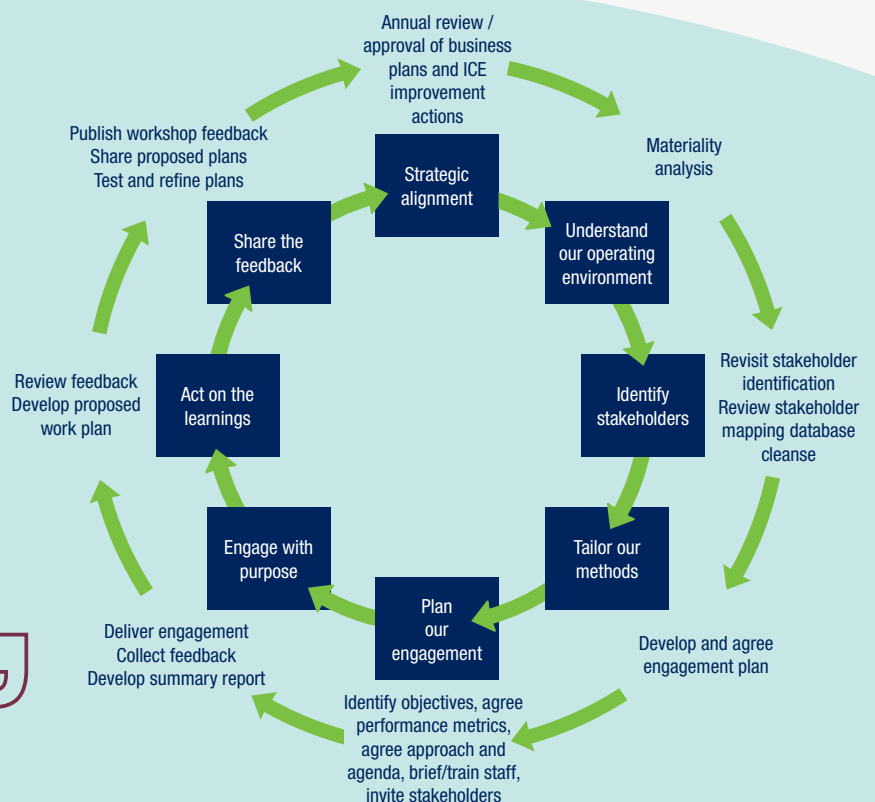 Annual review /
approval of business
plans and ICE
improvement
actions
Publish workshop feedback
Share proposed plans
Test and refine plans
Materiality
analysis
Strategic
alignment
Share the
feedback
Understand
our operating
environment
Review feedback
Develop proposed
work plan
Act on the
learnings
Identify
stakeholders
Revisit stakeholder
identification
Review stakeholder
mapping database
cleanse
Engage with
purpose
Tailor our
methods
Plan
our
engagement
Deliver engagement
Collect feedback
Develop summary report
Develop and agree
engagement plan
Identify objectives, agree
performance metrics,
agree approach and
agenda, brief/train staff,
invite stakeholders